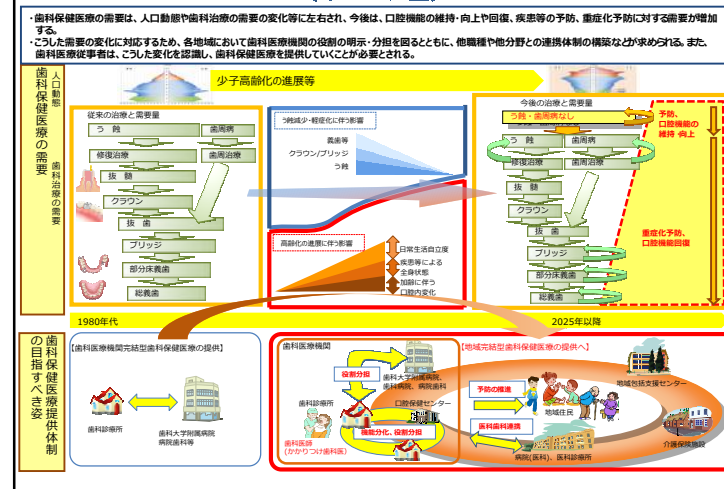 ・歯科保健医療の需要は、人口動態や歯科治療の需要の変化等に左右され、今後は、口腔機能の維持・向上や回復、疾患等の予防、重症化予防に対する需要が増加
する。
・こうした需要の変化に対応するため、各地域において歯科医療機関の役割の明示・分担を図るとともに、他職種や他分野との連携体制の構築などが求められる。また、
歯科医療従事者は、こうした変化を認識し、歯科保健医療を提供していくことが必要とされる。
歯科保健医療の需要
人口動態
歯科治療の需要
少子高齢化の進展等
従来の治療と需要量
う 蝕
歯周病
修復治療
歯周治療
抜 髄
クラウン
抜 歯
ブリッジ
部分床義歯
総義歯
う蝕減少・軽症化に伴う影響
義歯等
クラウン/ブリッジ
う蝕
高齢化の進展に伴う影響
日常生活自立度
疾患等による
全身状態
加齢に伴う
口腔内変化
今後の治療と需要量
う蝕・歯周病なし
う 蝕
歯周病
修復治療
歯周治療
抜 髄
クラウン
抜 歯
ブリッジ
部分床義歯
総義歯
予防、
口腔機能の
維持・向上
重症化予防、
口腔機能回復
1980年代
2025年以降
歯科保健医療提供体制
の目指すべき姿
【歯科医療機関完結型歯科保健医療の提供】
歯科診療所
歯科大学附属病院
病院歯科等
歯科医療機関
【地域完結型歯科保健医療の提供へ】
役割分担
歯科大学附属病院、
歯科病院、病院歯科
歯科診療所
口腔保健センター
機能分化、役割分担
歯科医師
(かかりつけ歯科医)
予防の推進
医科歯科連携
地域住民
地域包括支援センター
介護保険施設
病院(医科)、医科診療所